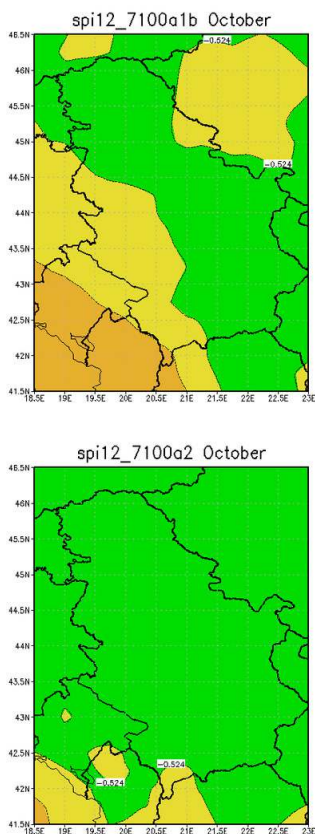 spi12_7100a1b October
46.5N
46N
45.5N
45N
44.5N
44N
43.5N
43N
42.5N
42N
41.5N
-0.524
-0.524
18.5E 19E 19.5E 20E 20.5E 21E 21.5E 22E 22.5E 23E
spi12_7100a2 October
46.5N
46N
45.5N
45N
44.5N
44N
43.5N
43N
42.5N
-0.524
42N
-0.524
41.5N
18.5E 19E 19.5E 20E 20.5E 21E 21.5E 22E 22.5E 23E